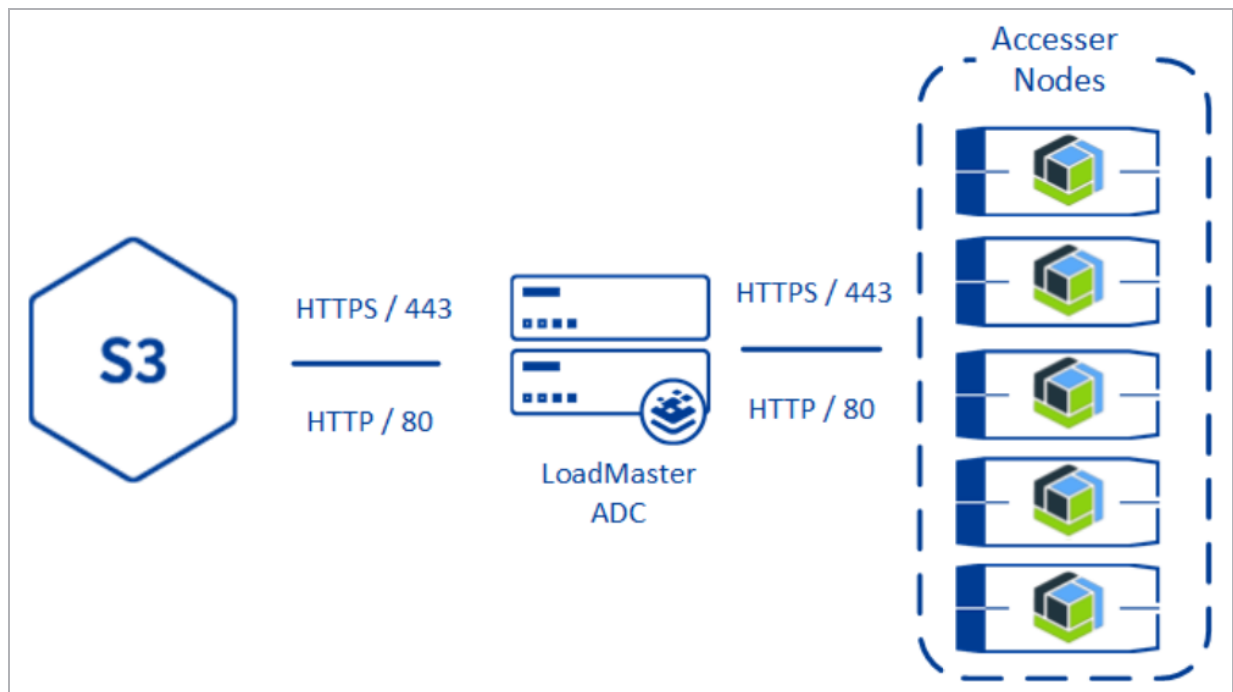 Accesser
Nodes
S3
HTTPS / 443
HTTP / 80
LoadMaster
ADC
HTTPS / 443
HTTP / 80